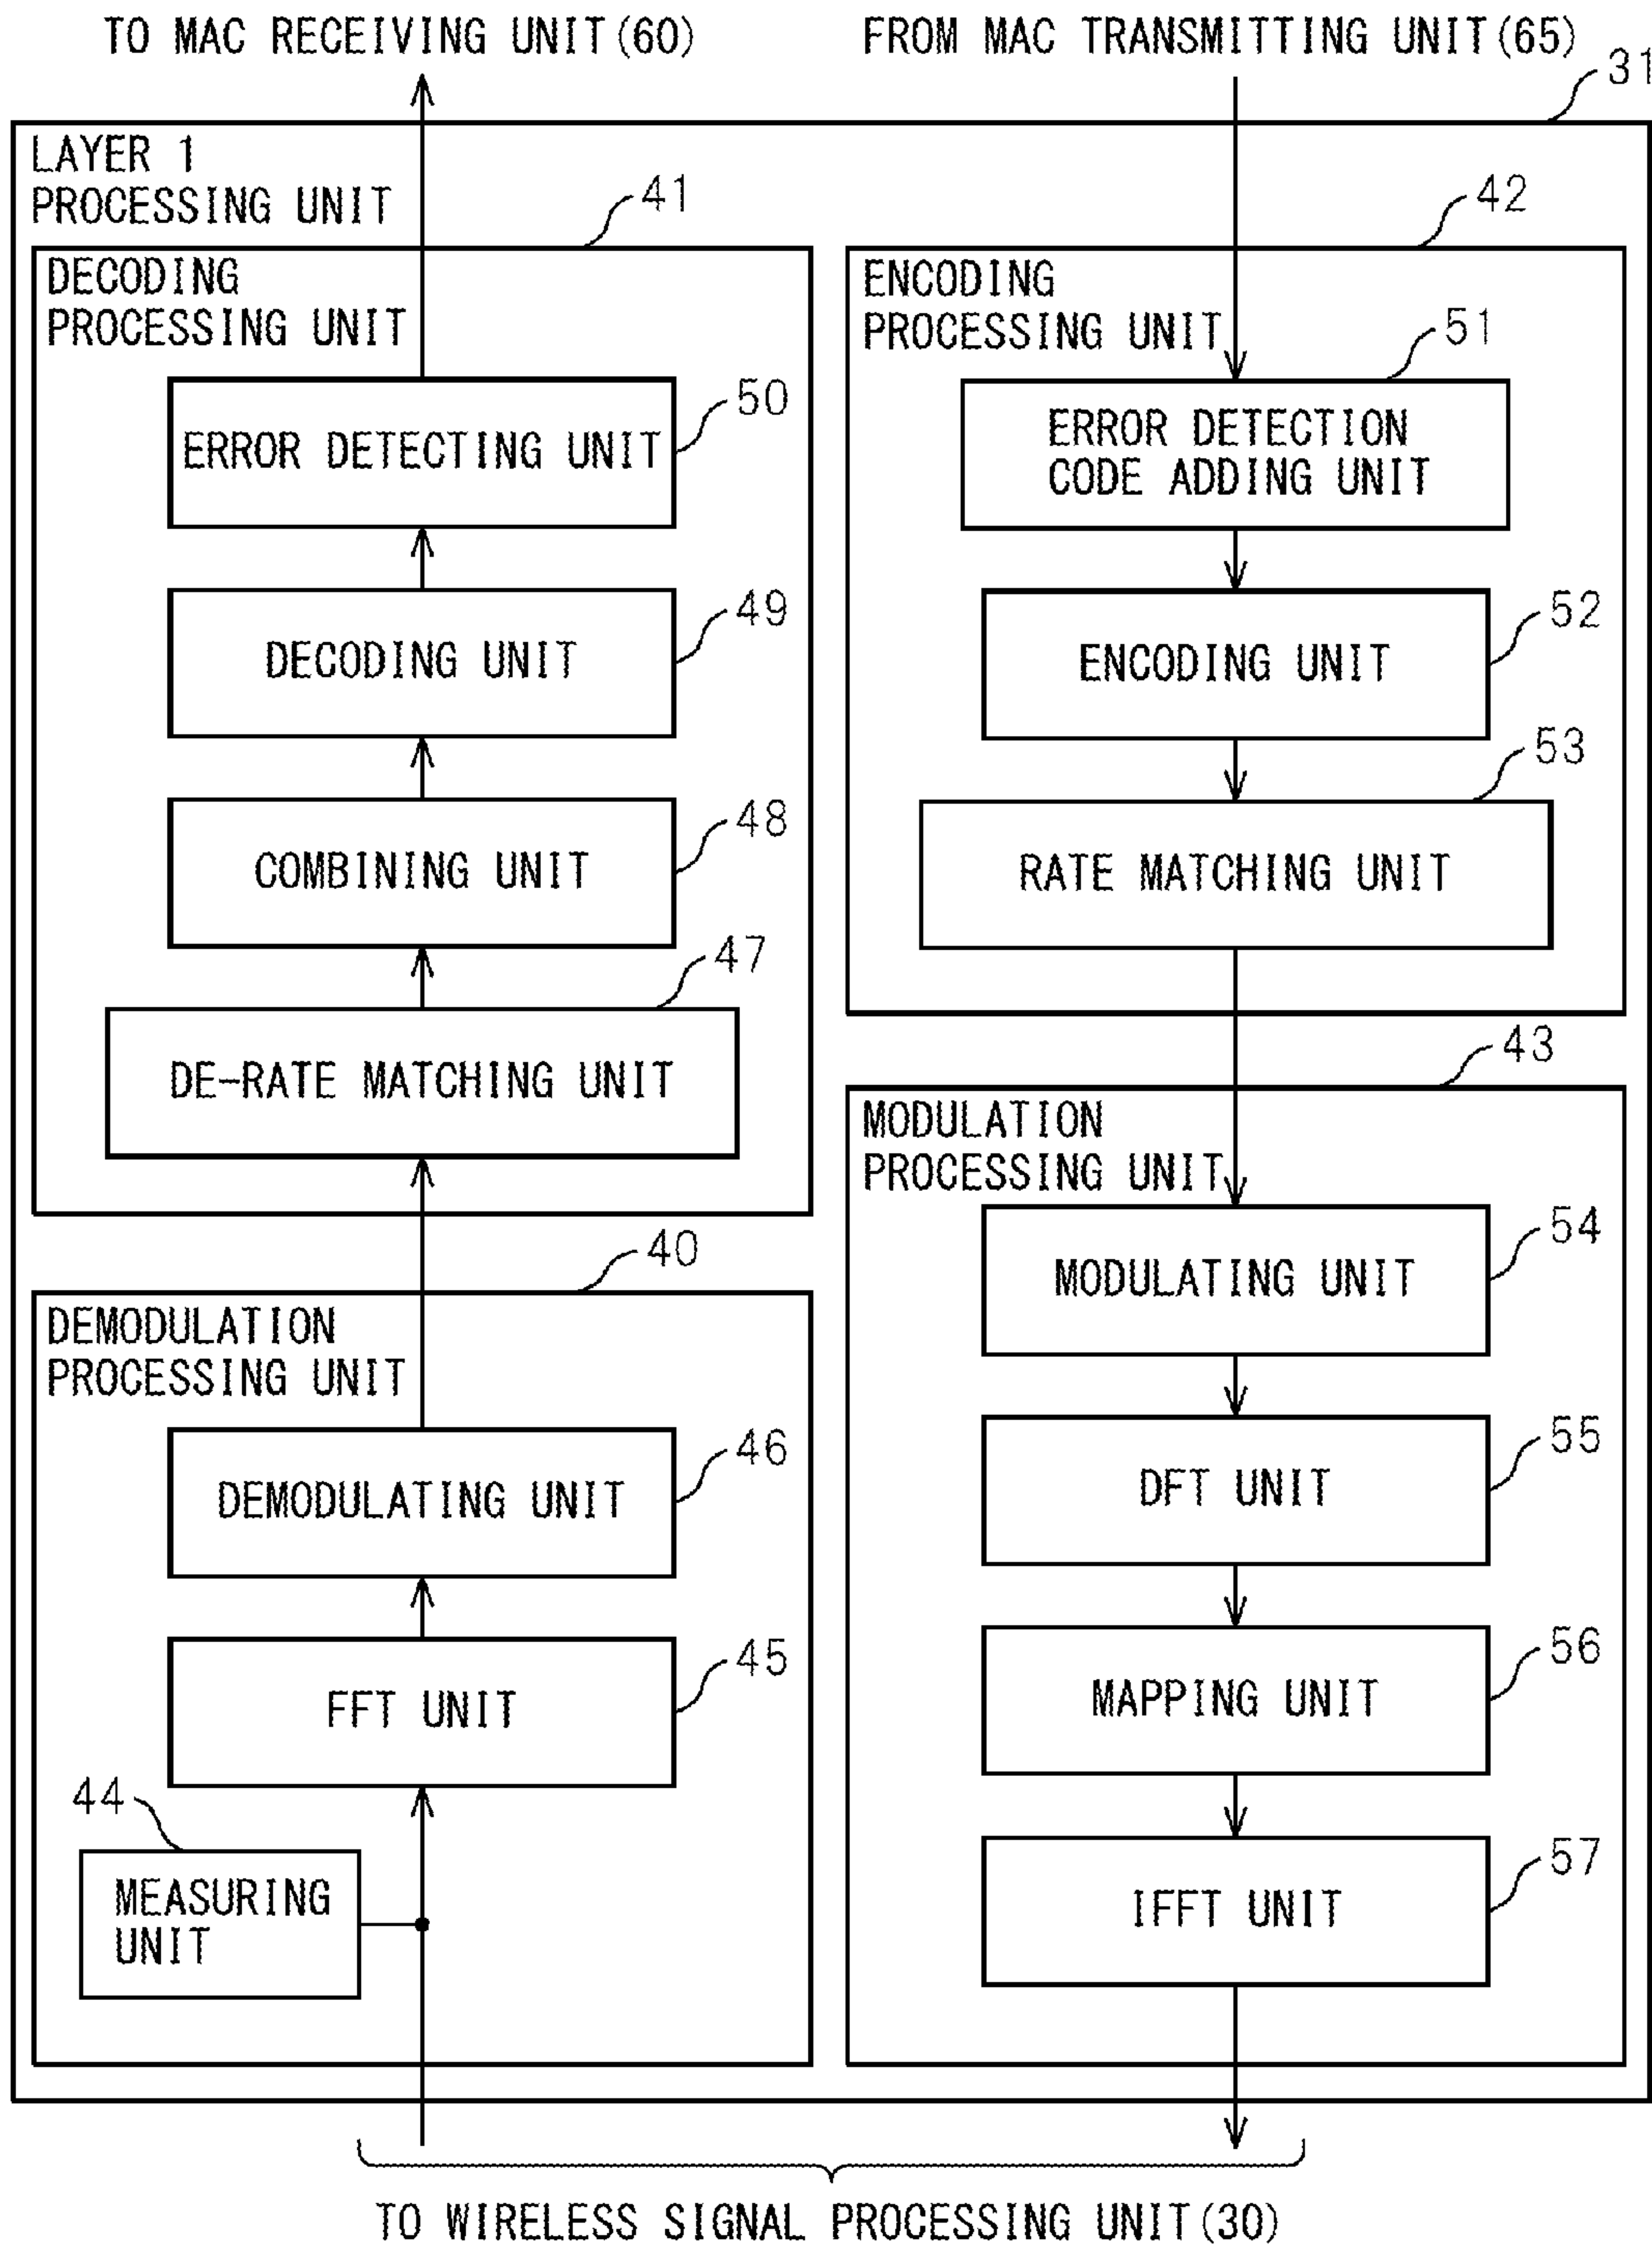 TO MAC RECEIVING UNIT(60)
FROM MAC TRANSMITTING UNIT(65)
31
LAYER 1
PROCESSING UNIT
41
DECODING
PROCESSING UNIT
50
ERROR DETECTING UNIT
49
DECODING UNIT
48
COMBINING UNIT
47
DE-RATE MATCHING UNIT
40
DEMODULATION
PROCESSING UNIT
46
DEMODULATING UNIT
45
FFT UNIT
44
MEASURING
UNIT
42
ENCODING
PROCESSING UNIT
51
ERROR DETECTION
CODE ADDING UNIT
52
ENCODING UNIT
53
RATE MATCHING UNIT
43
MODULATION
PROCESSING UNIT
54
MODULATING UNIT
55
DFT UNIT
56
MAPPING UNIT
57
IFFT UNIT
TO WIRELESS SIGNAL PROCESSING UNIT(30)